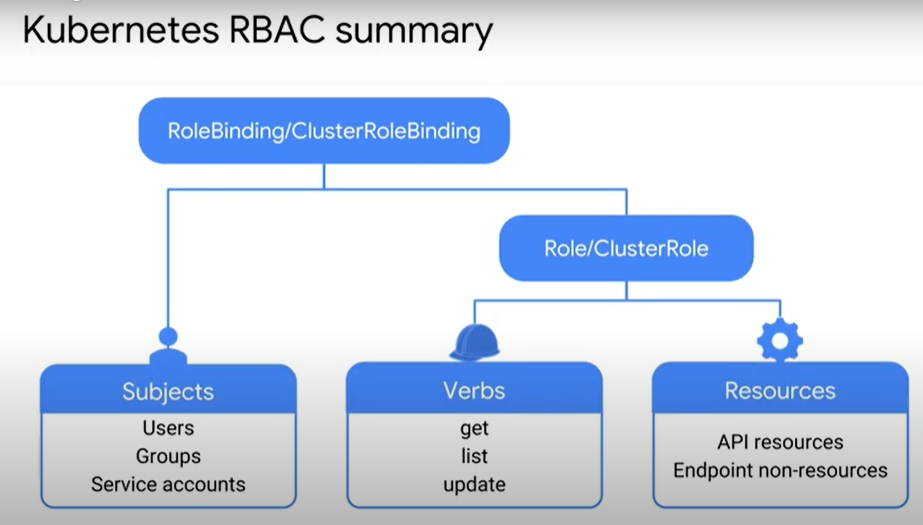 Kubernetes RBAC summary
RoleBinding/ClusterRoleBinding
Role/ClusterRole
Subjects
Users
Groups
Service accounts
Verbs
get
list
update
Resources
API resources
Endpoint non-resources